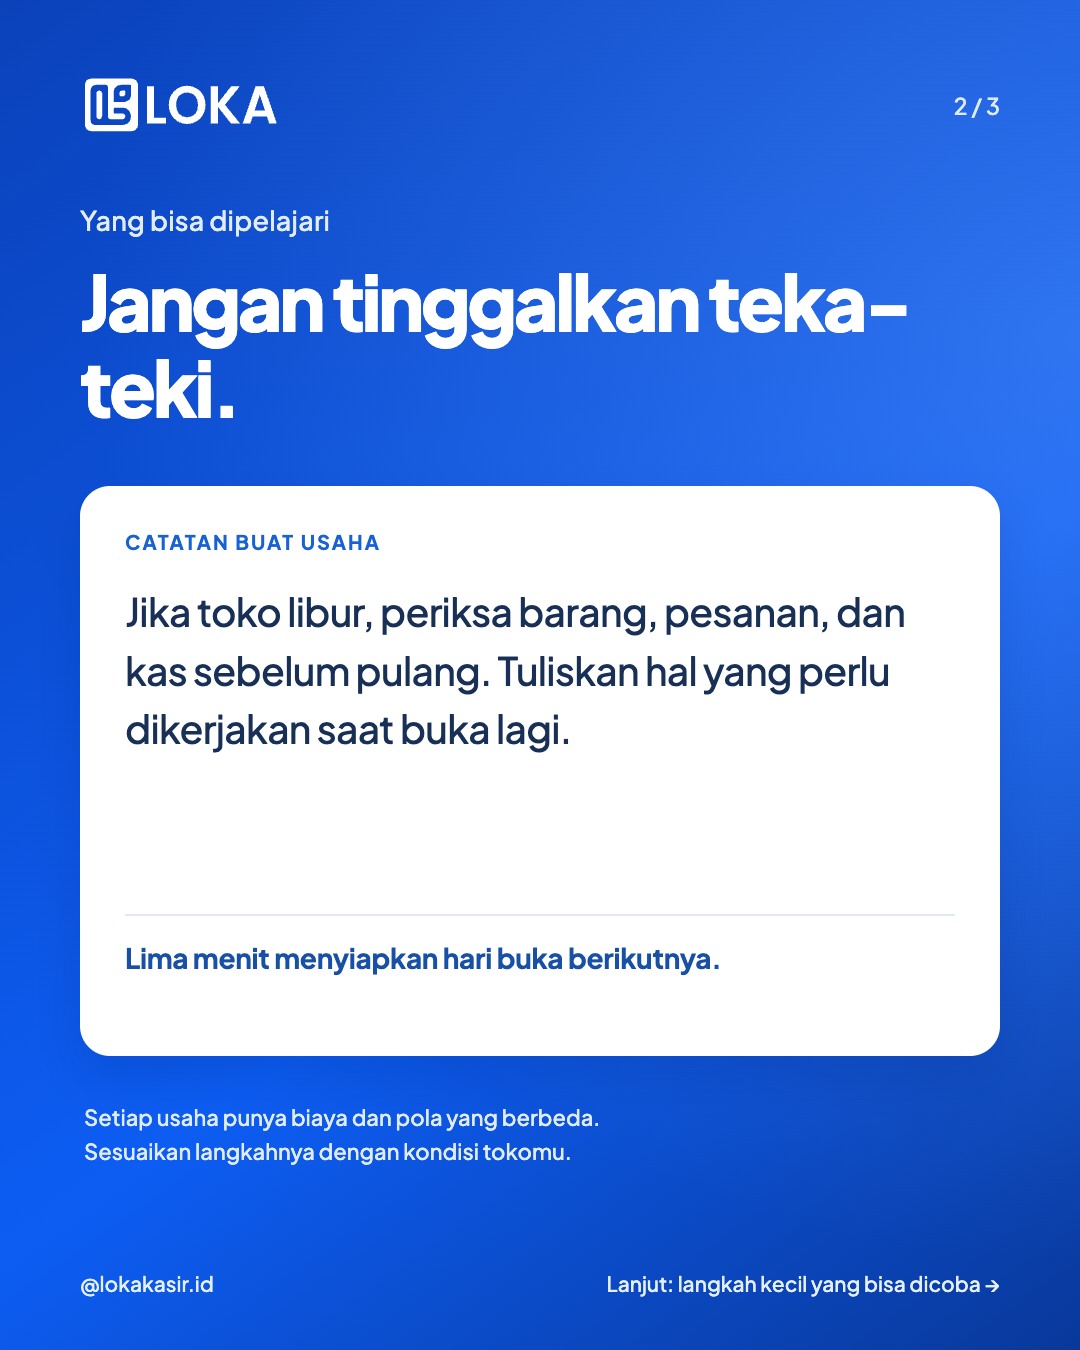 LOKA
2 / 3
Yang bisa dipelajari
Jangan tinggalkan teka-
teki.
CATATAN BUAT USAHA
Jika toko libur, periksa barang, pesanan, dan
kas sebelum pulang. Tuliskan hal yang perlu
dikerjakan saat buka lagi.
Lima menit menyiapkan hari buka berikutnya.
Setiap usaha punya biaya dan pola yang berbeda.
Sesuaikan langkahnya dengan kondisi tokomu.
@lokakasir.id
Lanjut: langkah kecil yang bisa dicoba →